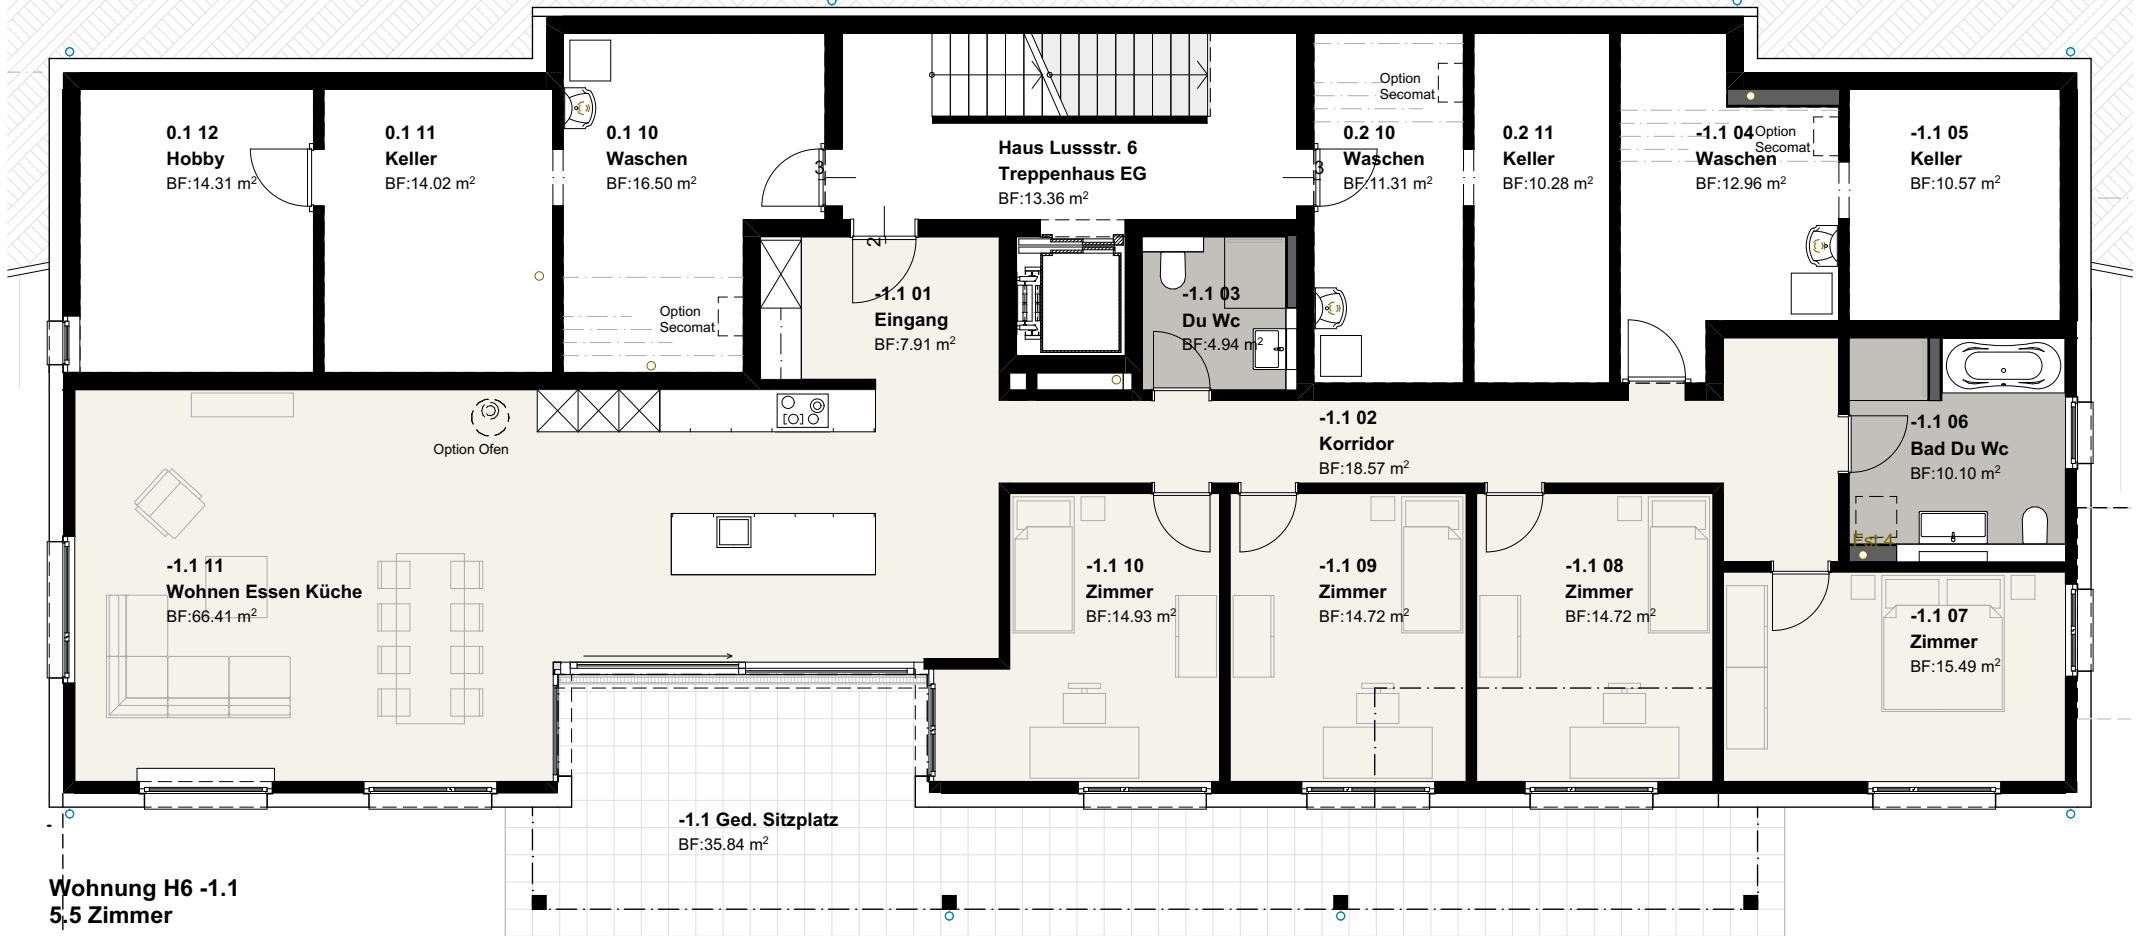 0.1 12
Hobby
BF:14.31 m²
0.1 11
Keller
BF:14.02 m²
0.1 10
Waschen
BF:16.50 m²
Option
Secomat
3
Haus Lussstr. 6
Treppenhaus EG
BF:13.36 m²
3
0.2 10
Waschen
BF:11.31 m²
Option
Secomat
0.2 11
Keller
BF:10.28 m²
-1.1 04
Waschen
BF:12.96 m²
Option
Secomat
-1.1 05
Keller
BF:10.57 m²
2
-1.1 01
Eingang
BF:7.91 m²
-1.1 03
Du Wc
BF:4.94 m²
Option Ofen
-1.1 02
Korridor
BF:18.57 m²
-1.1 06
Bad Du Wc
BF:10.10 m²
Est 4
-1.1 11
Wohnen Essen Küche
BF:66.41 m²
-1.1 10
Zimmer
BF:14.93 m²
-1.1 09
Zimmer
BF:14.72 m²
-1.1 08
Zimmer
BF:14.72 m²
-1.1 07
Zimmer
BF:15.49 m²
-1.1 Ged. Sitzplatz
BF:35.84 m²
-
Wohnung H6 -1.1
5.5 Zimmer